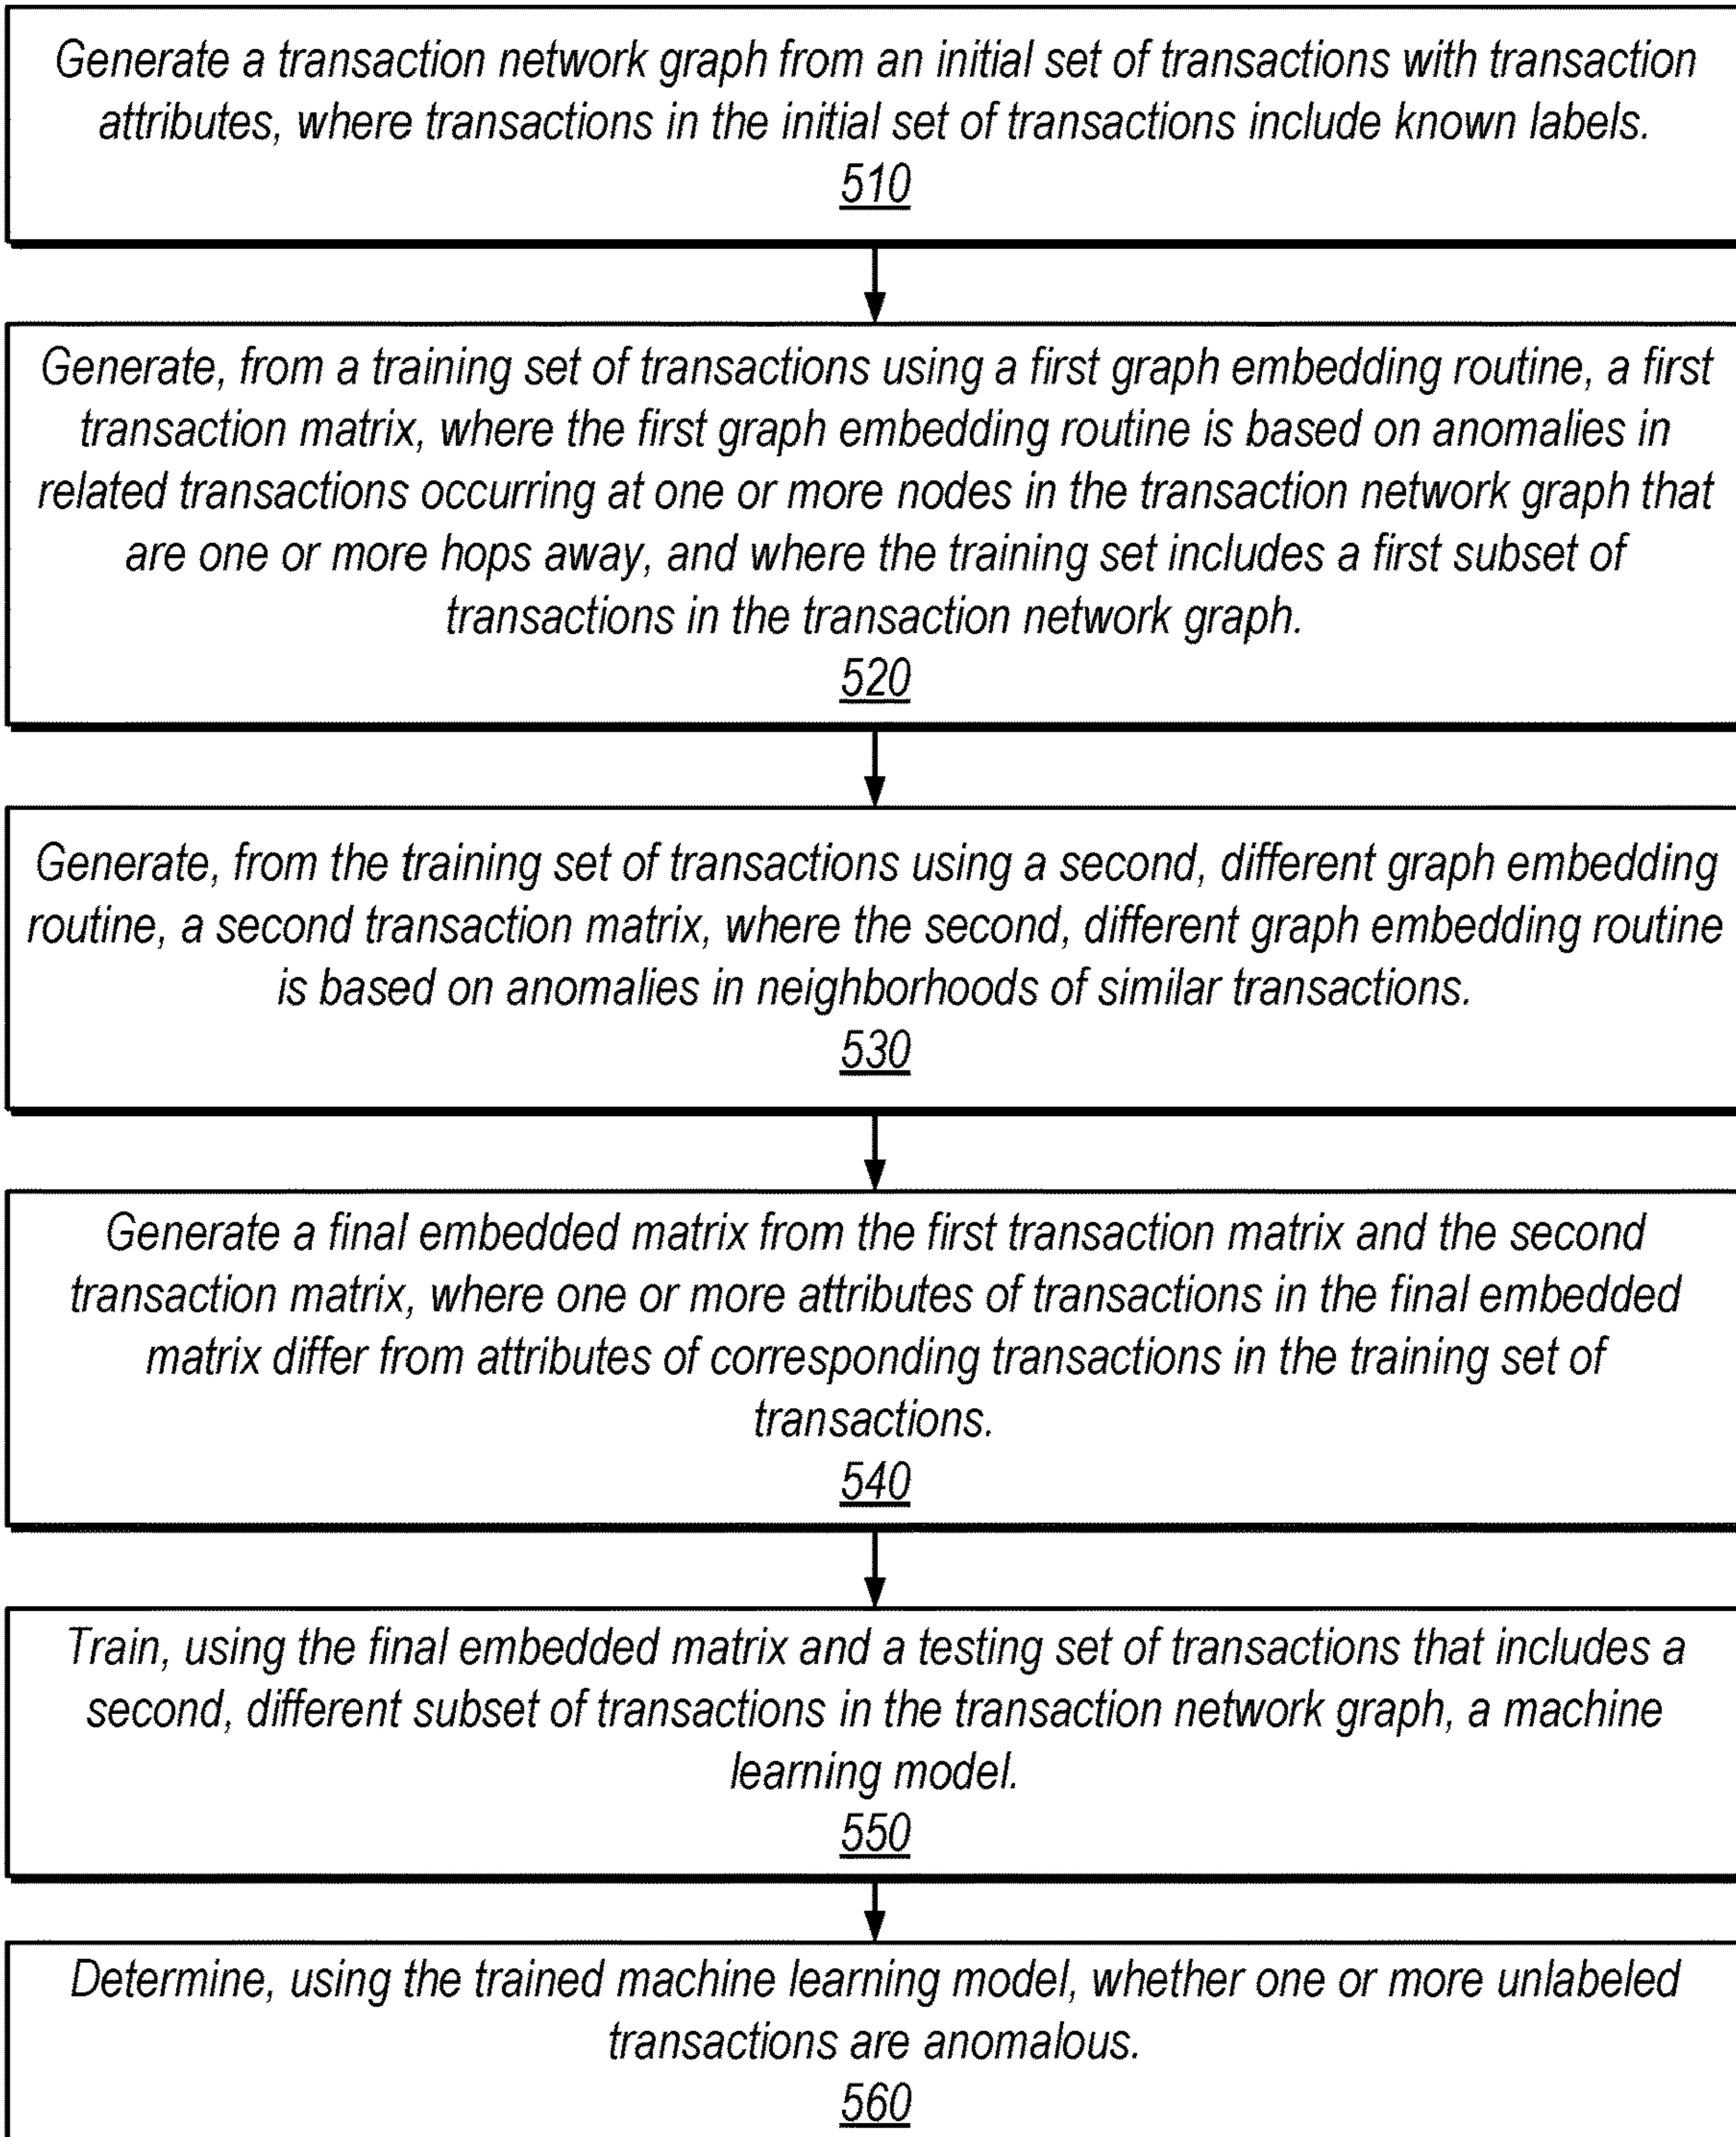 Generate a transaction network graph from an initial set of transactions with transaction
attributes, where transactions in the initial set of transactions include known labels.
510
Generate, from a training set of transactions using a first graph embedding routine, a first
transaction matrix, where the first graph embedding routine is based on anomalies in
related transactions occurring at one or more nodes in the transaction network graph that
are one or more hops away, and where the training set includes a first subset of
transactions in the transaction network graph.
520
Generate, from the training set of transactions using a second, different graph embedding
routine, a second transaction matrix, where the second, different graph embedding routine
is based on anomalies in neighborhoods of similar transactions.
530
Generate a final embedded matrix from the first transaction matrix and the second
transaction matrix, where one or more attributes of transactions in the final embedded
matrix differ from attributes of corresponding transactions in the training set of
transactions.
540
Train, using the final embedded matrix and a testing set of transactions that includes a
second, different subset of transactions in the transaction network graph, a machine
learning model.
550
Determine, using the trained machine learning model, whether one or more unlabeled
transactions are anomalous.
560